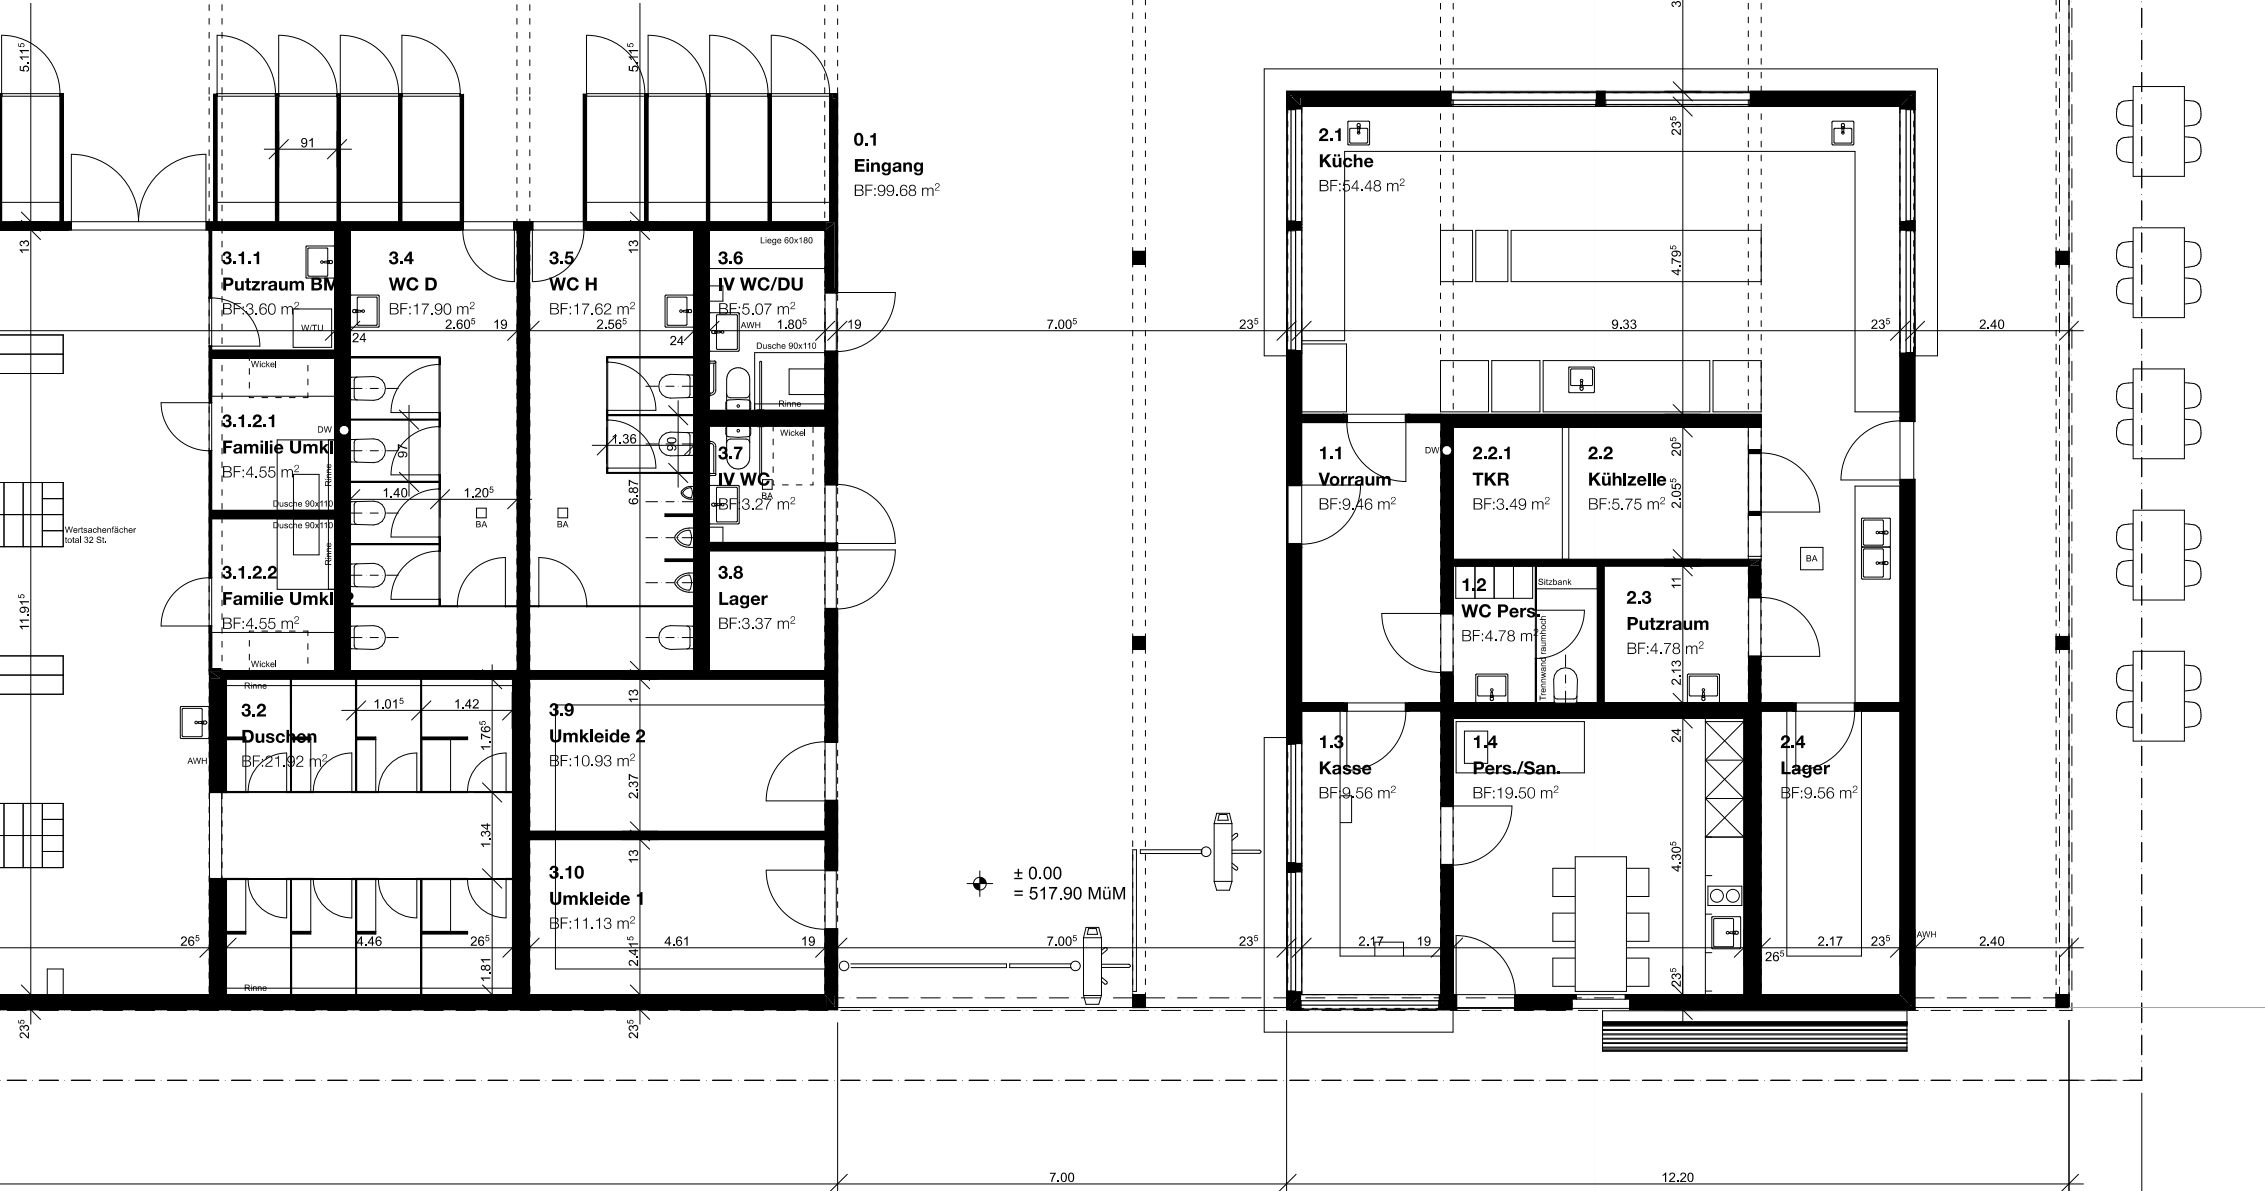 5.11⁵
5.11⁵
3
91
0.1
Eingang
BF:99.68 m²
2.1
Küche
BF:54.48 m²
23⁵
13
13
3.1.1
Putzraum BM
BF:3.60 m²
W/TU
3.4
WC D
BF:17.90 m²
3.5
WC H
BF:17.62 m²
Liege 60x180
3.6
IV WC/DU
BF:5.07 m²
AWH
4.79⁵
24
2.60⁵
19
2.56⁵
24
1.80⁵
19
7.00⁵
23⁵
9.33
23⁵
2.40
Dusche 90x110
Rinne
Wickel
3.1.2.1
Familie Umkl
BF:4.55 m²
Rinne
Dusche 90x110
DW
97
1.36
90
1.40
1.20⁵
BA
BA
6.87
Wickel
3.7
IV WC
BA
BF:3.27 m²
1.1
Vorraum
BF:9.46 m²
DW
2.2.1
TKR
BF:3.49 m²
2.2
Kühlzelle
BF:5.75 m²
20⁵
2.05⁵
BA
Wertsachenfächer
total 32 St.
Dusche 90x110
Rinne
3.1.2.2
Familie Umkl 2
BF:4.55 m²
Wickel
11.91⁵
3.8
Lager
BF:3.37 m²
1.2
WC Pers.
BF:4.78 m²
Sitzbank
Trennwand raumhoch
11
2.3
Putzraum
BF:4.78 m²
2.13
Rinne
3.2
Duschen
BF:21.92 m²
AWH
1.01⁵
1.42
1.76⁵
13
3.9
Umkleide 2
BF:10.93 m²
2.37
1.3
Kasse
BF:9.56 m²
1.4
Pers./San.
BF:19.50 m²
24
2.4
Lager
BF:9.56 m²
1.34
13
3.10
Umkleide 1
BF:11.13 m²
± 0.00
= 517.90 MüM
4.30⁵
26⁵
4.46
26⁵
4.61
19
7.00⁵
23⁵
2.17
19
26⁵
2.17
23⁵
AWH
2.40
1.81
2.41⁵
23⁵
Rinne
23⁵
23⁵
7.00
12.20